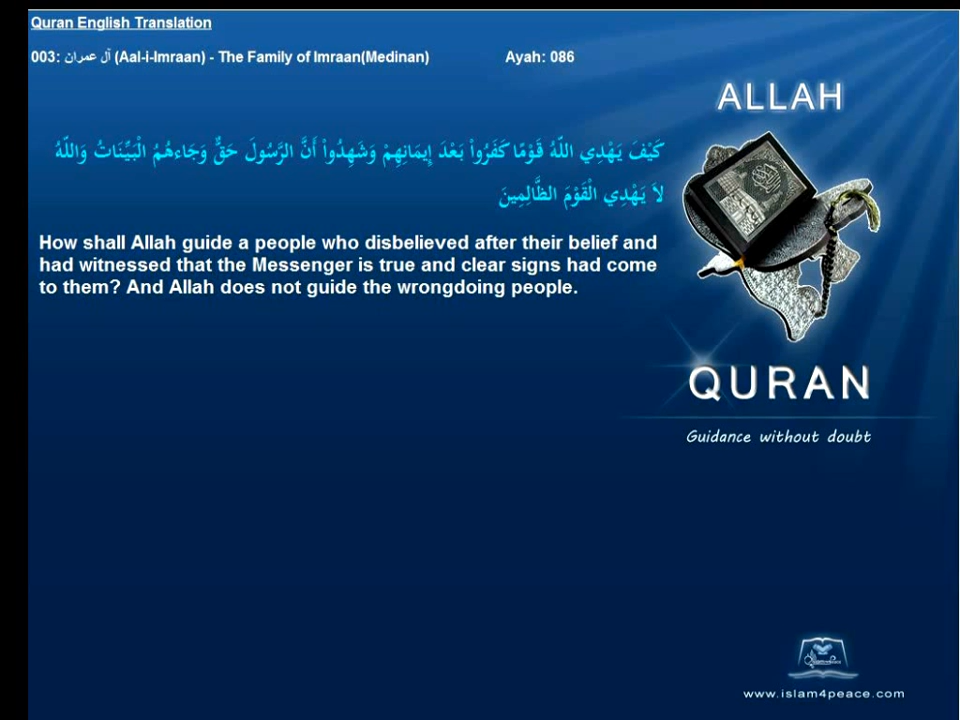 Quran English Translation
003: آل عمران (Aal-i-Imraan) - The Family of Imraan(Medinan) Ayah: 086
ALLAH
كَيْفَ يَهْدِي اللّهُ قَوْمًا كَفَرُواْ بَعْدَ إِيمَانِهِمْ وَشَهِدُواْ أَنَّ الرَّسُولَ حَقٌّ وَجَاءهُمُ الْبَيِّنَاتُ وَاللّهُ
لاَ يَهْدِي الْقَوْمَ الظَّالِمِينَ
How shall Allah guide a people who disbelieved after their belief and
had witnessed that the Messenger is true and clear signs had come
to them? And Allah does not guide the wrongdoing people.
QURAN
Guidance without doubt
www.islam4peace.com